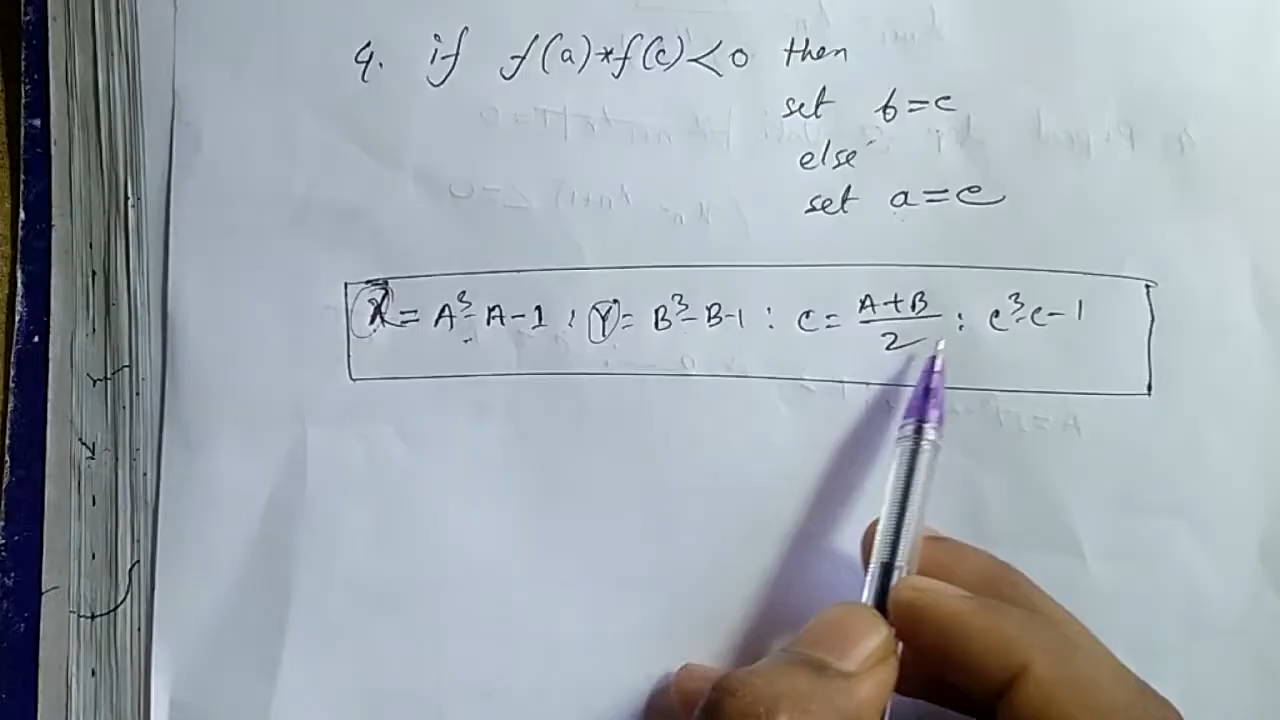 4. if f(a)*f(c)<0 then
set b=c
else
set a=c
X = A³-A-1 : Y = B³-B-1 : C = (A+B)/2 : C³-C-1